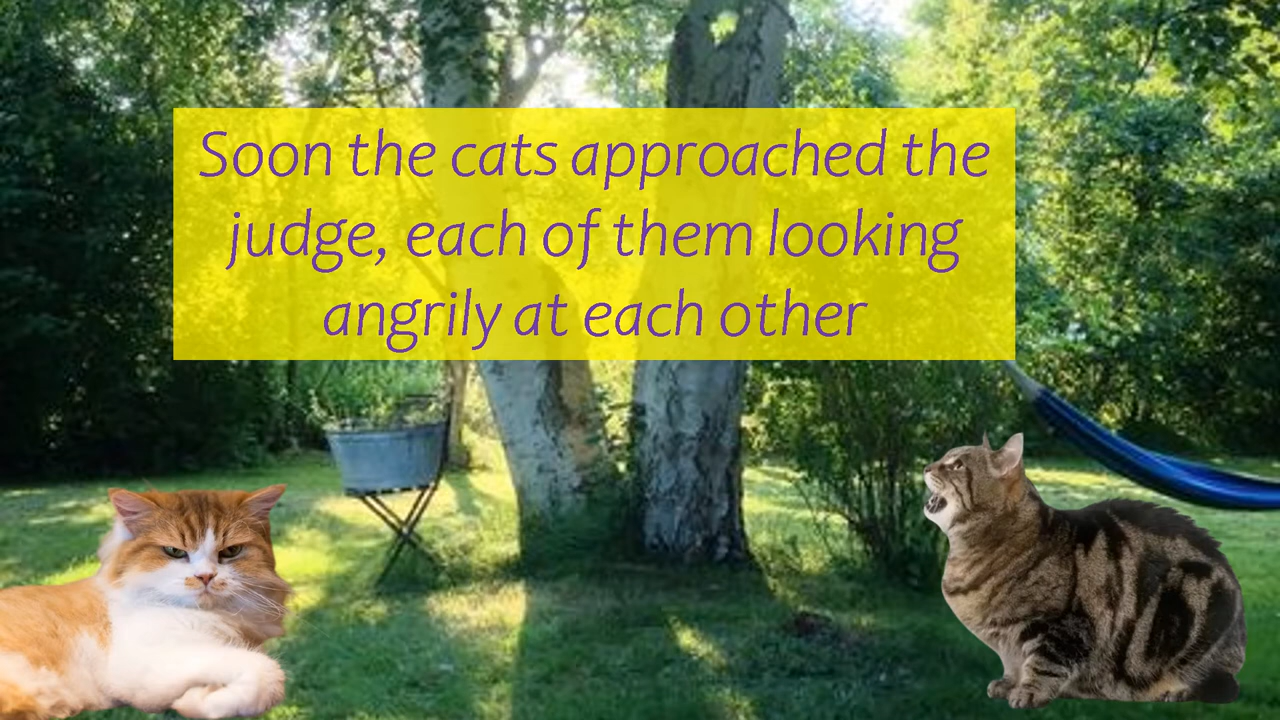 Soon the cats approached the
judge, each of them looking
angrily at each other